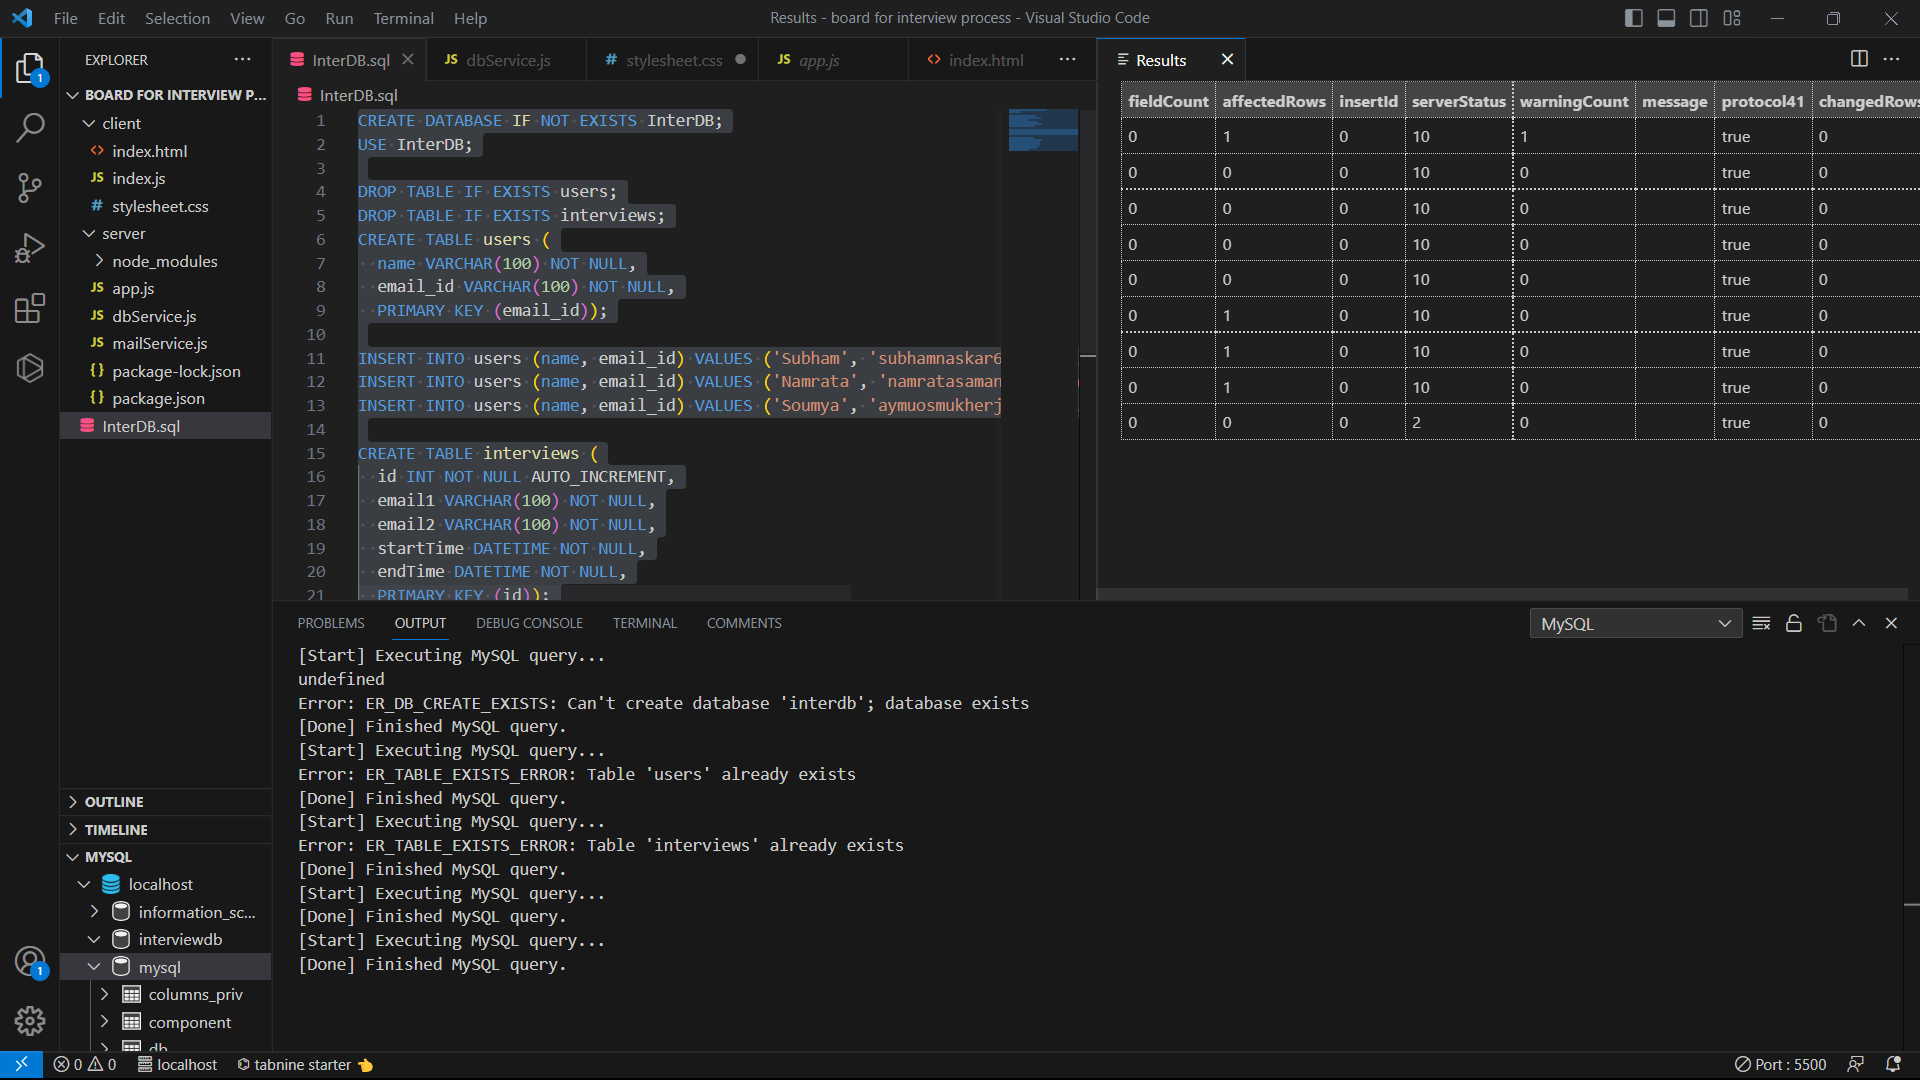 File Edit Selection View Go Run Terminal Help
Results - board for interview process - Visual Studio Code
EXPLORER
BOARD FOR INTERVIEW P...
client
index.html
index.js
stylesheet.css
server
node_modules
app.js
dbService.js
mailService.js
package-lock.json
package.json
InterDB.sql
OUTLINE
TIMELINE
MYSQL
localhost
information_sc...
interviewdb
mysql
columns_priv
component
db
InterDB.sql dbService.js stylesheet.css app.js index.html
InterDB.sql
1 CREATE DATABASE IF NOT EXISTS InterDB;
2 USE InterDB;
3
4 DROP TABLE IF EXISTS users;
5 DROP TABLE IF EXISTS interviews;
6 CREATE TABLE users (
7 name VARCHAR(100) NOT NULL,
8 email_id VARCHAR(100) NOT NULL,
9 PRIMARY KEY (email_id));
10
11 INSERT INTO users (name, email_id) VALUES ('Subham', 'subhamnaskar6
12 INSERT INTO users (name, email_id) VALUES ('Namrata', 'namratasaman
13 INSERT INTO users (name, email_id) VALUES ('Soumya', 'aymuosmukherj
14
15 CREATE TABLE interviews (
16 id INT NOT NULL AUTO_INCREMENT,
17 email1 VARCHAR(100) NOT NULL,
18 email2 VARCHAR(100) NOT NULL,
19 startTime DATETIME NOT NULL,
20 endTime DATETIME NOT NULL,
21 PRIMARY KEY (id));
Results
fieldCount affectedRows insertId serverStatus warningCount message protocol41 changedRows
0 1 0 10 1 true 0
0 0 0 10 0 true 0
0 0 0 10 0 true 0
0 0 0 10 0 true 0
0 0 0 10 0 true 0
0 1 0 10 0 true 0
0 1 0 10 0 true 0
0 1 0 10 0 true 0
0 0 0 2 0 true 0
PROBLEMS OUTPUT DEBUG CONSOLE TERMINAL COMMENTS
MySQL
[Start] Executing MySQL query...
undefined
Error: ER_DB_CREATE_EXISTS: Can't create database 'interdb'; database exists
[Done] Finished MySQL query.
[Start] Executing MySQL query...
Error: ER_TABLE_EXISTS_ERROR: Table 'users' already exists
[Done] Finished MySQL query.
[Start] Executing MySQL query...
Error: ER_TABLE_EXISTS_ERROR: Table 'interviews' already exists
[Done] Finished MySQL query.
[Start] Executing MySQL query...
[Done] Finished MySQL query.
[Start] Executing MySQL query...
[Done] Finished MySQL query.
0 0 localhost tabnine starter
Port : 5500